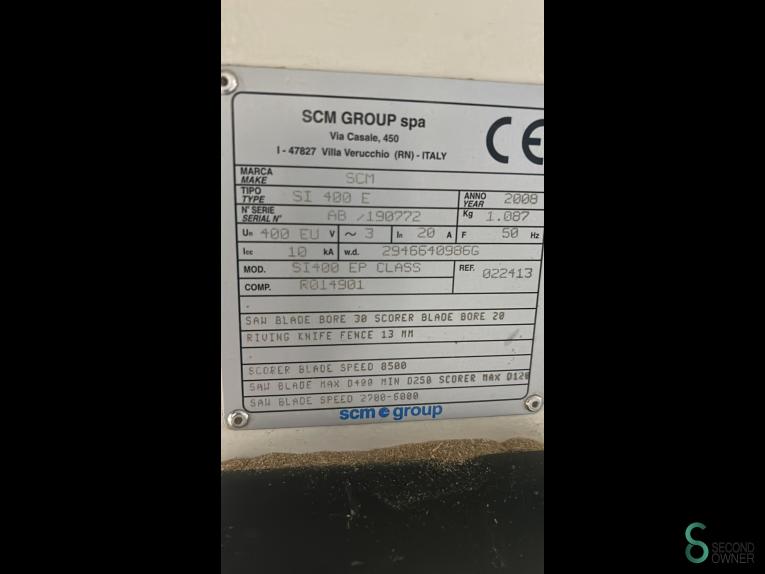 SCM GROUP spa
Via Casale, 450
I - 47827 Villa Verucchio (RN) - ITALY
CE
MARCA MAKE SCM
TIPO TYPE SI 400 E ANNO YEAR 2008
N° SERIE SERIAL N° AB /190772 Kg 1.087
Un 400 EU V ~ 3 In 20 A F 50 Hz
Icc 10 kA w.d. 2946640986G
MOD. SI400 EP CLASS REF. 022413
COMP. R014901
.
SAW BLADE BORE 30 SCORER BLADE BORE 20
RIVING KNIFE FENCE 13 MM
.
SCORER BLADE SPEED 8500
SAW BLADE MAX D400 MIN D250 SCORER MAX D120
SAW BLADE SPEED 2700-6000
scm group
SECOND
OWNER